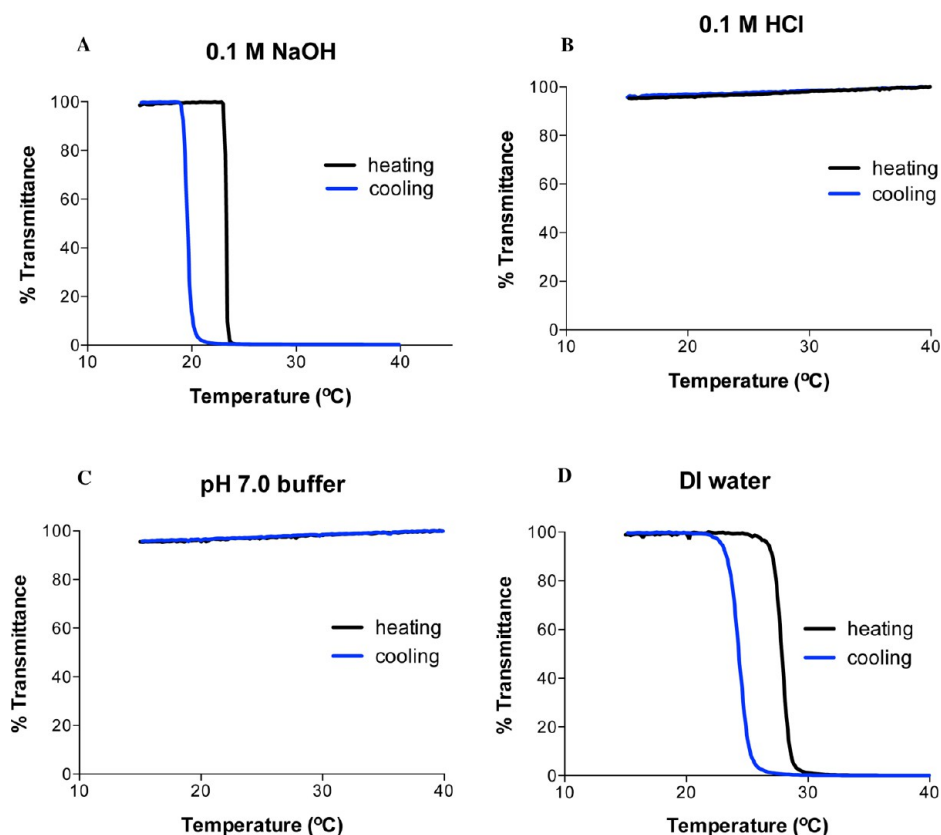 A
0.1 M NaOH
100
80
60
40
20
0
10
20
30
40
% Transmittance
Temperature (ºC)
heating
cooling
B
0.1 M HCl
100
80
60
40
20
0
10
20
30
40
% Transmittance
Temperature (ºC)
heating
cooling
C
pH 7.0 buffer
100
80
60
40
20
0
10
20
30
40
% Transmittance
Temperature (ºC)
heating
cooling
D
DI water
100
80
60
40
20
0
10
20
30
40
% Transmittance
Temperature (ºC)
heating
cooling